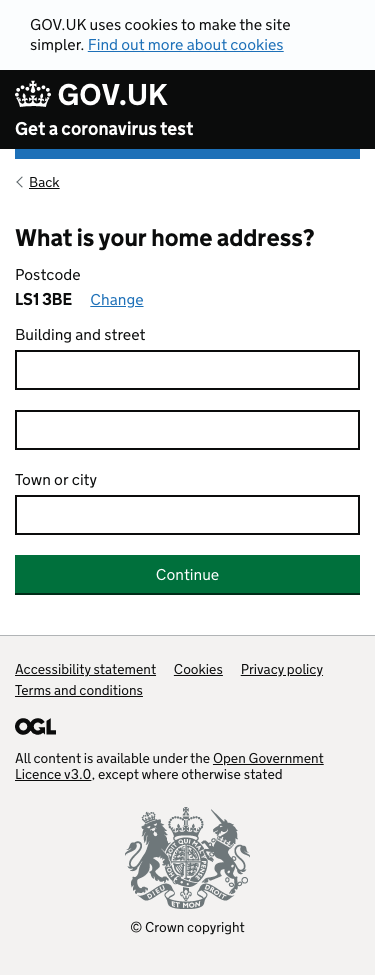 GOV.UK uses cookies to make the site
simpler. Find out more about cookies
GOV.UK
Get a coronavirus test
Back
What is your home address?
Postcode
LS1 3BE Change
Building and street
Town or city
Continue
Accessibility statement Cookies Privacy policy
Terms and conditions
OGL
All content is available under the Open Government
Licence v3.0, except where otherwise stated
DIEU ET MON DROIT
© Crown copyright